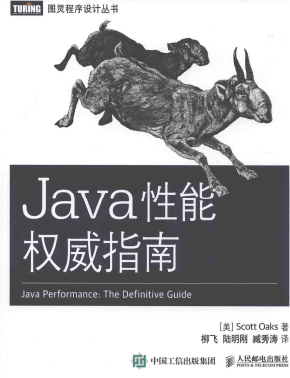 TURING
图灵程序设计丛书
Java性能
权威指南
Java Performance: The Definitive Guide
[美] Scott Oaks 著
柳飞 陆明刚 臧秀涛 译
中国工信出版集团
人民邮电出版社
POSTS & TELECOM PRESS